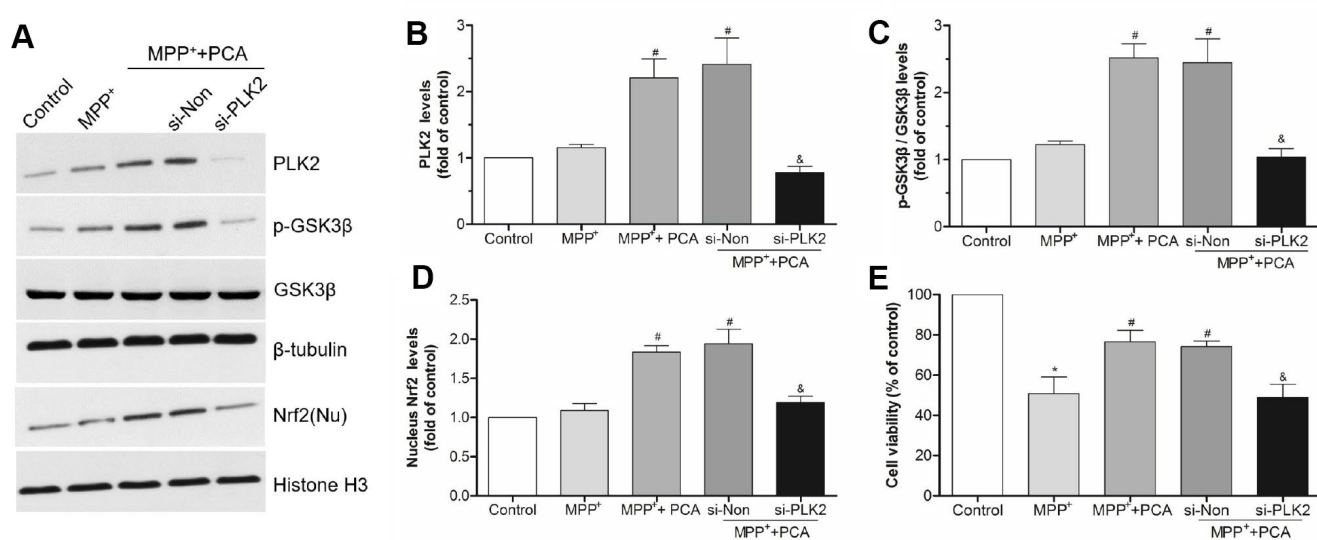 A
MPP⁺+PCA
Control
MPP⁺
si-Non
si-PLK2
PLK2
p-GSK3β
GSK3β
β-tubulin
Nrf2(Nu)
Histone H3
B
PLK2 levels
(fold of control)
3
2
1
0
#
#
&
Control
MPP⁺
MPP⁺+ PCA
si-Non
si-PLK2
MPP⁺+PCA
C
p-GSK3β / GSK3β levels
(fold of control)
3
2
1
0
#
#
&
Control
MPP⁺
MPP⁺+ PCA
si-Non
si-PLK2
MPP⁺+PCA
D
Nucleus Nrf2 levels
(fold of control)
2.5
2.0
1.5
1.0
0.5
0.0
#
#
&
Control
MPP⁺
MPP⁺+ PCA
si-Non
si-PLK2
MPP⁺+PCA
E
Cell viability (% of control)
100
80
60
40
20
0
*
#
#
&
Control
MPP⁺
MPP⁺+PCA
si-Non
si-PLK2
MPP⁺+PCA